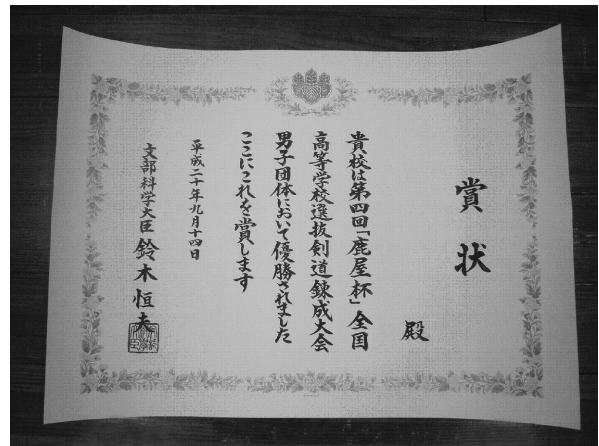 賞状
殿
貴校は第四回「鹿屋杯」全国
高等学校選抜剣道錬成大会
男子団体において優勝されました
ここにこれを賞します
平成二十年九月十四日
文部科学大臣 鈴木恒夫